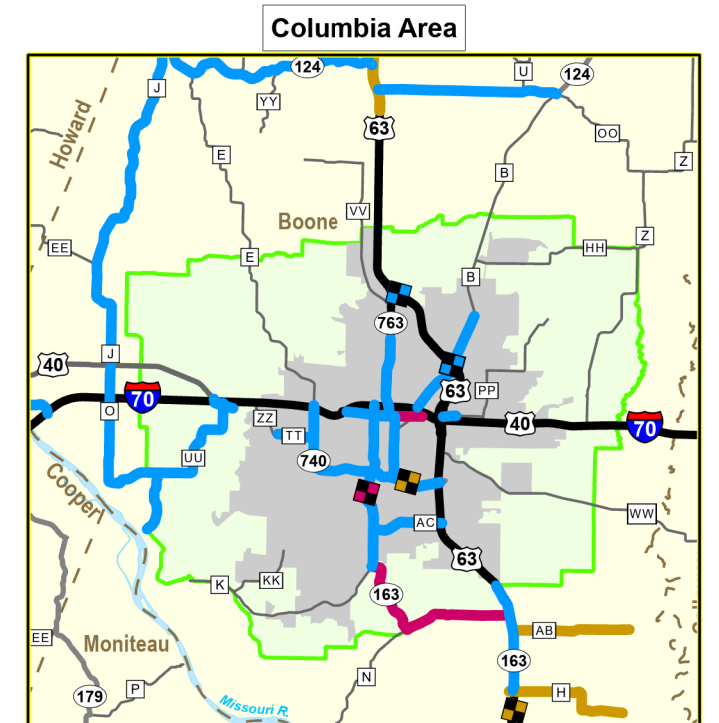 Columbia Area
124
U
124
J
YY
OO
63
Howard
E
Z
B
VV
Boone
Z
EE
HH
E
B
763
J
40
63
PP
70
O
ZZ
40
70
TT
UU
740
Cooper
WW
AC
63
K
KK
163
AB
EE
Moniteau
163
N
P
179
H
Missouri R.